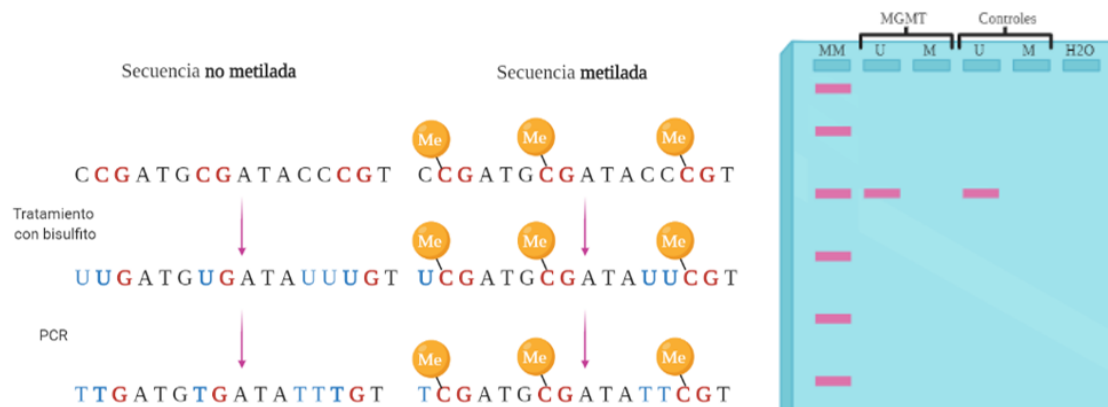 Secuencia no metilada
CCGATGCGATACCCGT
Tratamiento
con bisulfito
UUGATGUGATAUUUGT
PCR
TTGATGTGATATTTGT
Secuencia metilada
Me Me Me
CCGATGCGATACCCGT
Me Me Me
UCGATGCGATAUUCGT
Me Me Me
TCGATGCGATATTCGT
MGMT Controles
MM U M U M H2O